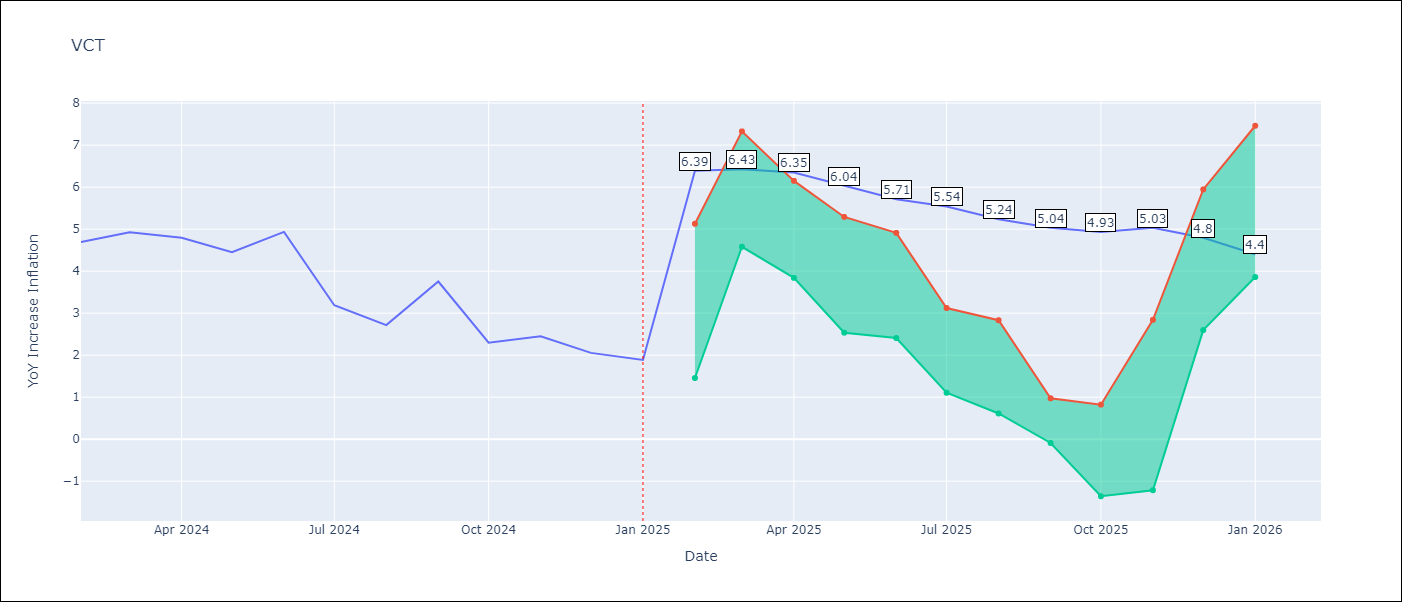 VCT
8
7
6
5
4
3
2
1
0
−1
YoY Increase Inflation
6.39
6.43
6.35
6.04
5.71
5.54
5.24
5.04
4.93
5.03
4.8
4.4
Apr 2024
Jul 2024
Oct 2024
Jan 2025
Apr 2025
Jul 2025
Oct 2025
Jan 2026
Date